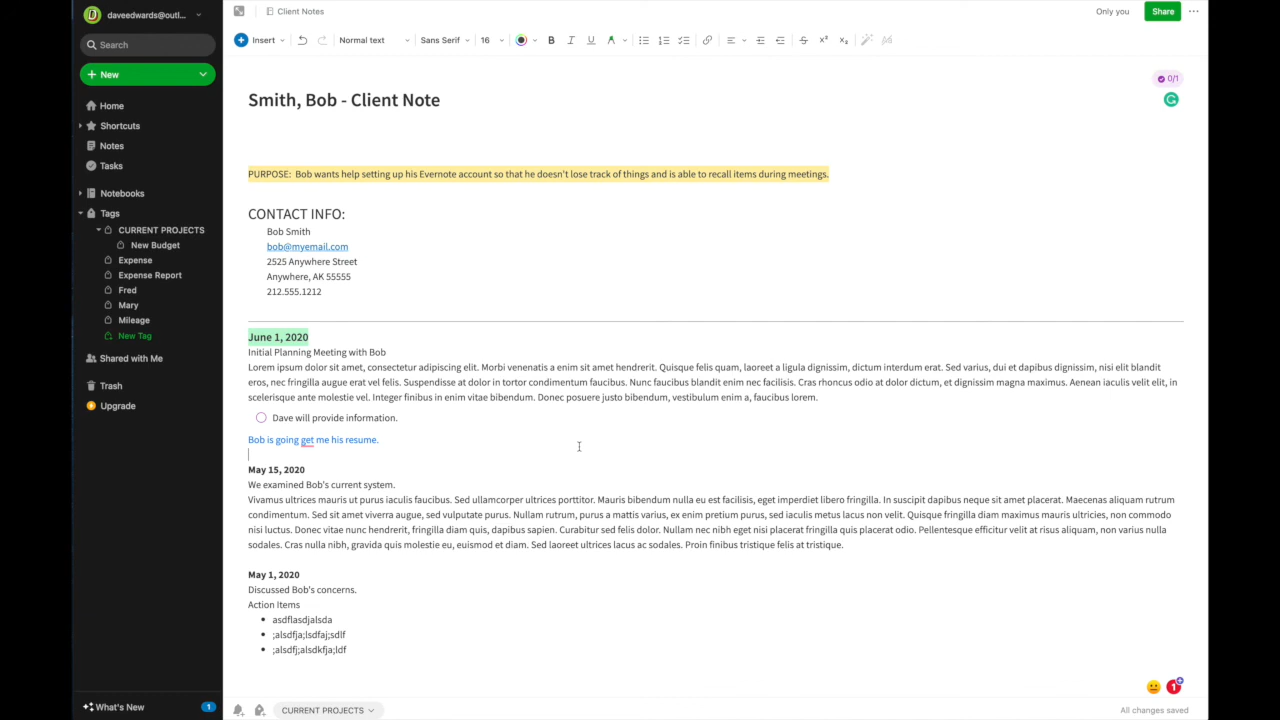 daveedwards@outl...
Search
New
Home
Shortcuts
Notes
Tasks
Notebooks
Tags
CURRENT PROJECTS
New Budget
Expense
Expense Report
Fred
Mary
Mileage
New Tag
Shared with Me
Trash
Upgrade
What's New
1
Client Notes
Only you
Share
Insert
Normal text
Sans Serif
16
0/1
Smith, Bob - Client Note
PURPOSE: Bob wants help setting up his Evernote account so that he doesn't lose track of things and is able to recall items during meetings.
CONTACT INFO:
Bob Smith
bob@myemail.com
2525 Anywhere Street
Anywhere, AK 55555
212.555.1212
June 1, 2020
Initial Planning Meeting with Bob
Lorem ipsum dolor sit amet, consectetur adipiscing elit. Morbi venenatis a enim sit amet hendrerit. Quisque felis quam, laoreet a ligula dignissim, dictum interdum erat. Sed varius, dui et dapibus dignissim, nisi elit blandit
eros, nec fringilla augue erat vel felis. Suspendisse at dolor in tortor condimentum faucibus. Nunc faucibus blandit enim nec facilisis. Cras rhoncus odio at dolor dictum, et dignissim magna maximus. Aenean iaculis velit elit, in
scelerisque ante molestie vel. Integer finibus in enim vitae bibendum. Donec posuere justo bibendum, vestibulum enim a, faucibus lorem.
Dave will provide information.
Bob is going get me his resume.
May 15, 2020
We examined Bob's current system.
Vivamus ultrices mauris ut purus iaculis faucibus. Sed ullamcorper ultrices porttitor. Mauris bibendum nulla eu est facilisis, eget imperdiet libero fringilla. In suscipit dapibus neque sit amet placerat. Maecenas aliquam rutrum
condimentum. Sed sit amet viverra augue, sed vulputate purus. Nullam rutrum, purus a mattis varius, ex enim pretium purus, sed iaculis metus lacus non velit. Quisque fringilla diam maximus mauris ultricies, non commodo
nisi luctus. Donec vitae nunc hendrerit, fringilla diam quis, dapibus sapien. Curabitur sed felis dolor. Nullam nec nibh eget nisi placerat fringilla quis placerat odio. Pellentesque efficitur velit at risus aliquam, non varius nulla
sodales. Cras nulla nibh, gravida quis molestie eu, euismod et diam. Sed laoreet ultrices lacus ac sodales. Proin finibus tristique felis at tristique.
May 1, 2020
Discussed Bob's concerns.
Action Items
asdflasdjalsda
;alsdfja;lsdfaj;sdlf
;alsdfj;alsdkfja;ldf
1
CURRENT PROJECTS
All changes saved